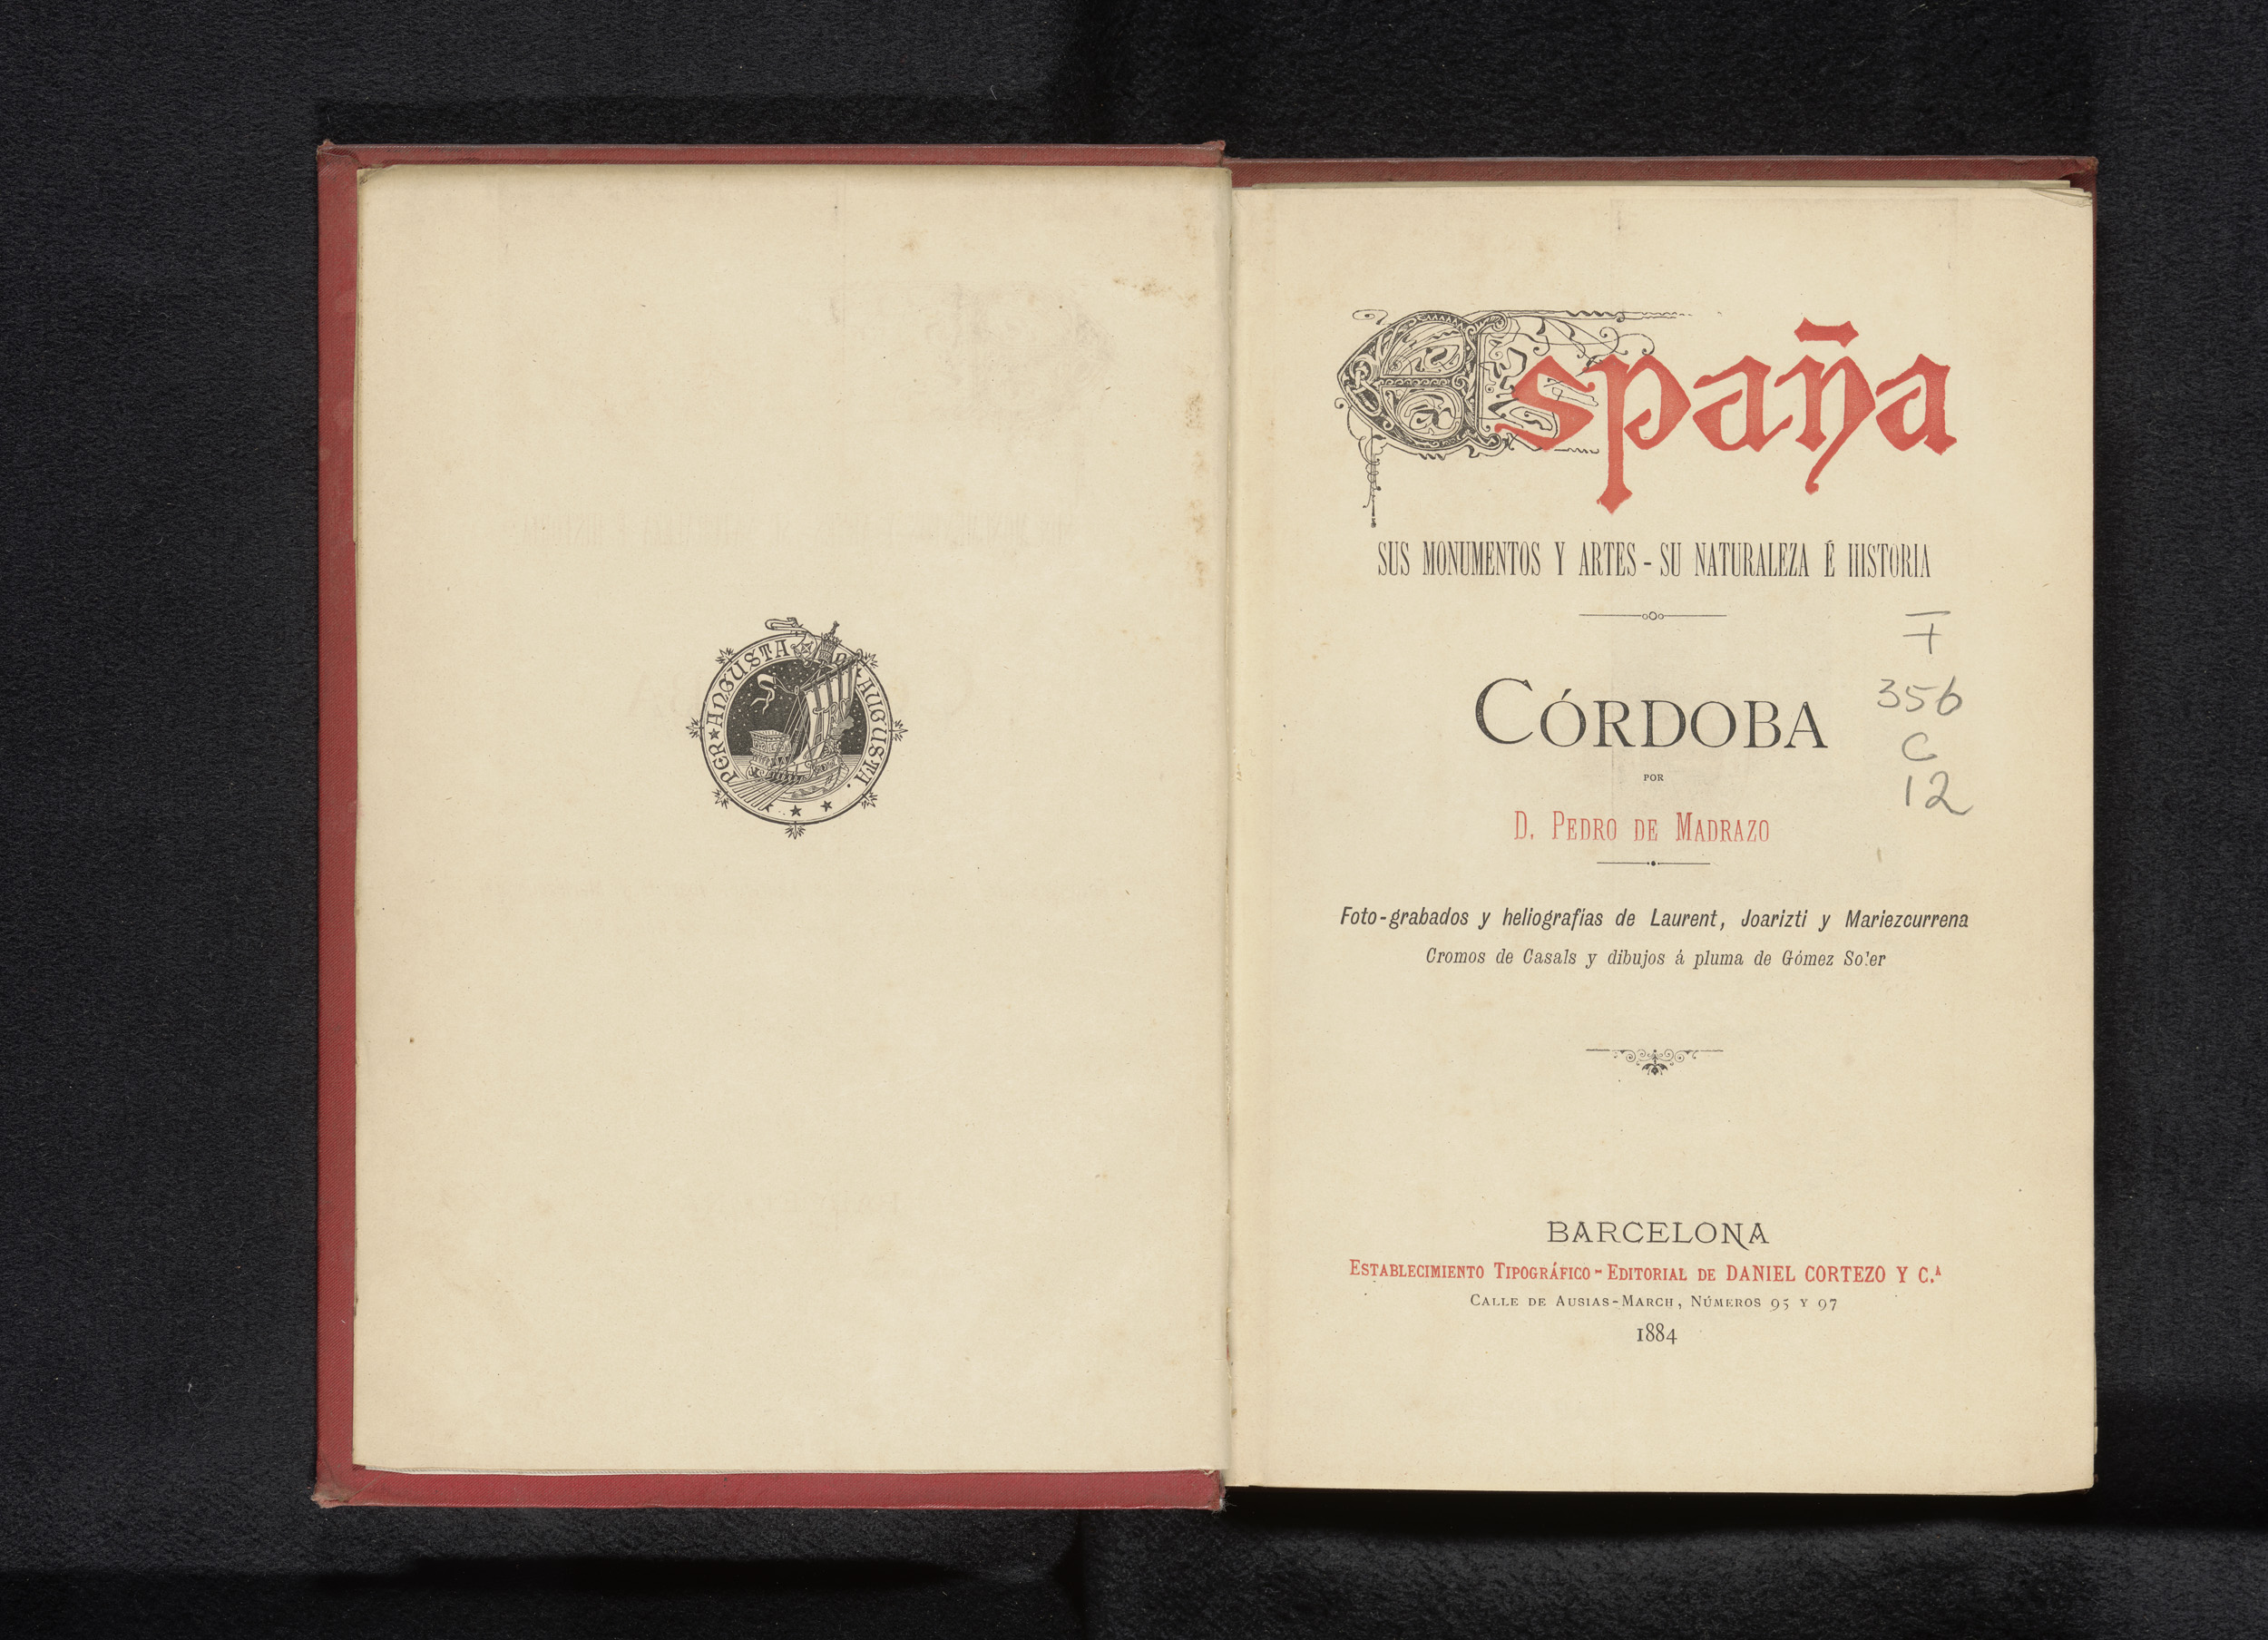 PER ★ ANGUSTA AD AUGUSTA
España
SUS MONUMENTOS Y ARTES - SU NATURALEZA É HISTORIA
F
356
C
12
CÓRDOBA
POR
D. PEDRO DE MADRAZO
Foto-grabados y heliografías de Laurent, Joarizti y Mariezcurrena
Cromos de Casals y dibujos á pluma de Gómez Soler
BARCELONA
ESTABLECIMIENTO TIPOGRÁFICO - EDITORIAL DE DANIEL CORTEZO Y C.ª
CALLE DE AUSIAS-MARCH, NÚMEROS 95 Y 97
1884